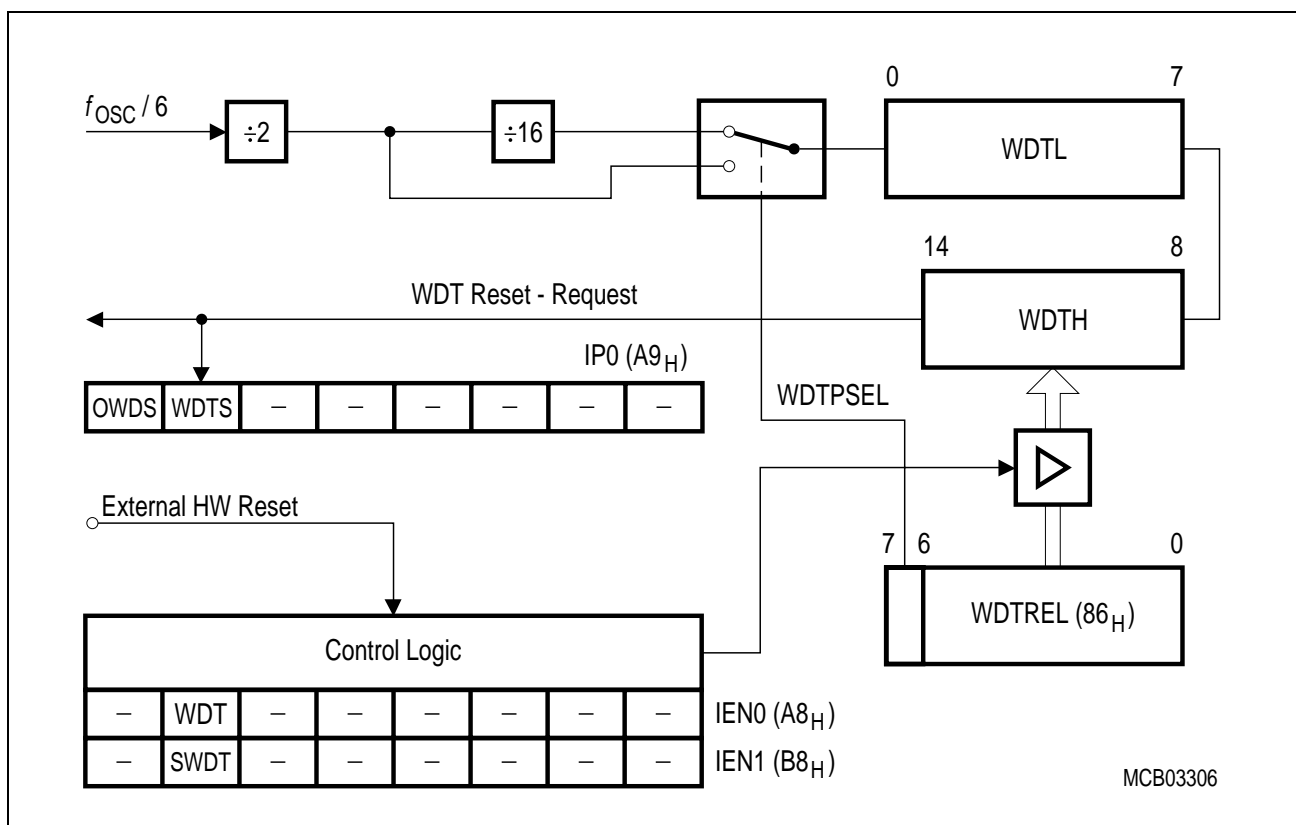 fOSC / 6
÷2
÷16
0 7
WDTL
14 8
WDTH
WDT Reset - Request
IP0 (A9H)
OWDS WDTS – – – – – –
WDTPSEL
External HW Reset
7 6 0
WDTREL (86H)
Control Logic
– WDT – – – – – – IEN0 (A8H)
– SWDT – – – – – – IEN1 (B8H)
MCB03306